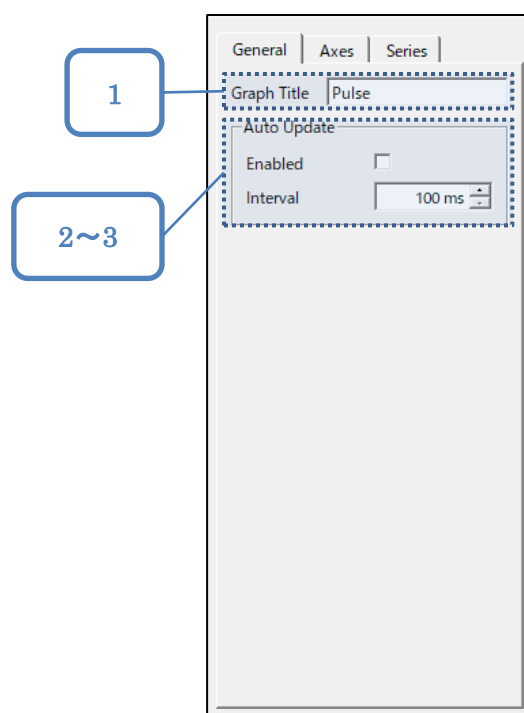 General Axes Series
1
Graph Title Pulse
Auto Update
Enabled
2～3
Interval 100 ms